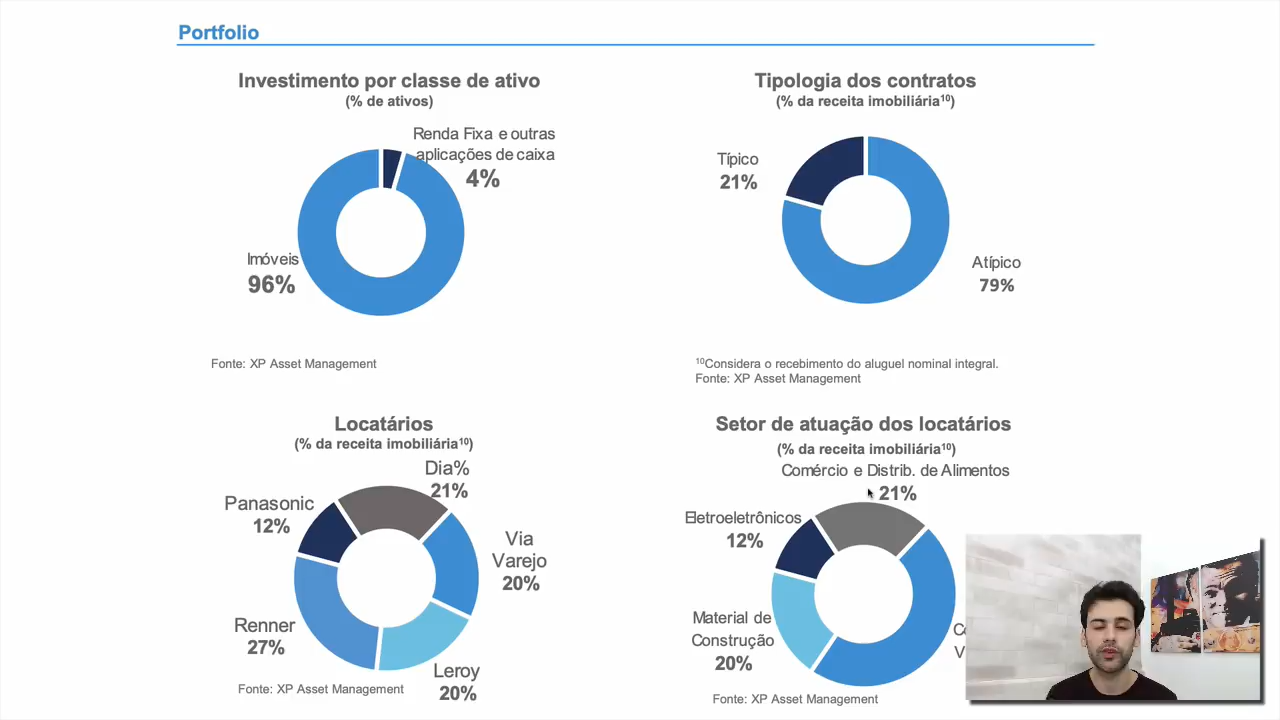 Portfolio
Investimento por classe de ativo
(% de ativos)
Renda Fixa e outras
aplicações de caixa
4%
Imóveis
96%
Fonte: XP Asset Management
Tipologia dos contratos
(% da receita imobiliária¹⁰)
Típico
21%
Atípico
79%
¹⁰Considera o recebimento do aluguel nominal integral.
Fonte: XP Asset Management
Locatários
(% da receita imobiliária¹⁰)
Dia%
21%
Panasonic
12%
Via
Varejo
20%
Renner
27%
Leroy
20%
Fonte: XP Asset Management
Setor de atuação dos locatários
(% da receita imobiliária¹⁰)
Comércio e Distrib. de Alimentos
21%
Eletroeletrônicos
12%
Material de
Construção
20%
Fonte: XP Asset Management